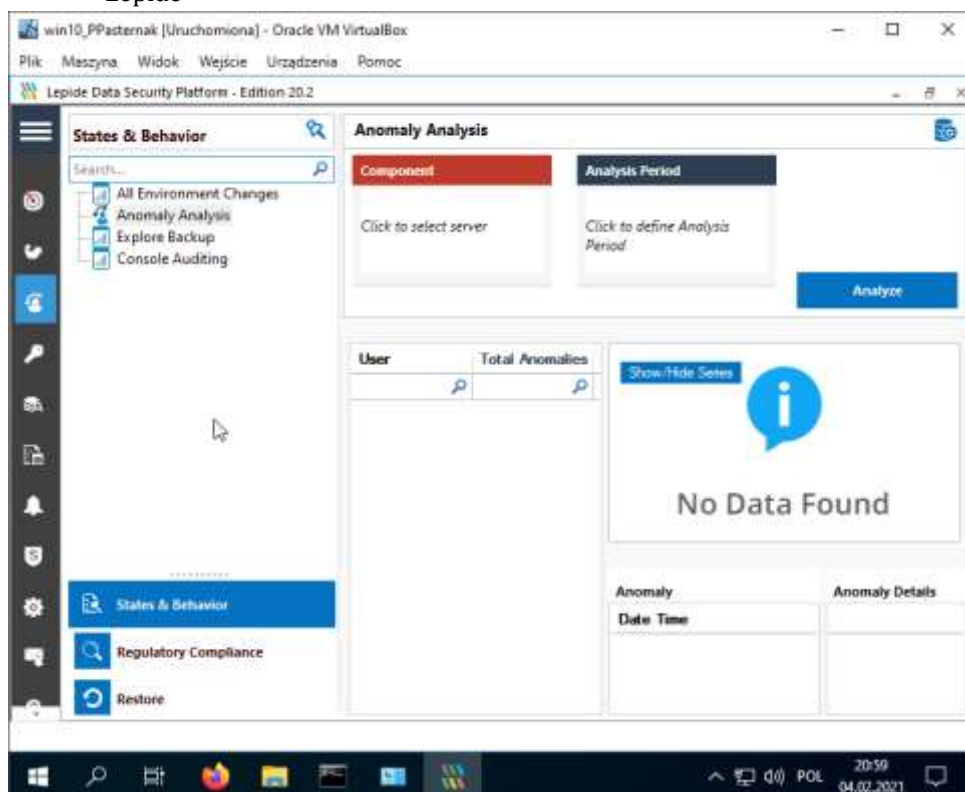 win10_PPasternak [Uruchomiona] - Oracle VM VirtualBox
Plik Maszyna Widok Wejście Urządzenia Pomoc
Lepide Data Security Platform - Edition 20.2
States & Behavior
Search...
All Environment Changes
Anomaly Analysis
Explore Backup
Console Auditing
States & Behavior
Regulatory Compliance
Restore
Anomaly Analysis
Component
Click to select server
Analysis Period
Click to define Analysis
Period
Analyze
User Total Anomalies
Show/Hide Series
No Data Found
Anomaly
Date Time
Anomaly Details
POL
20:59
04.02.2021